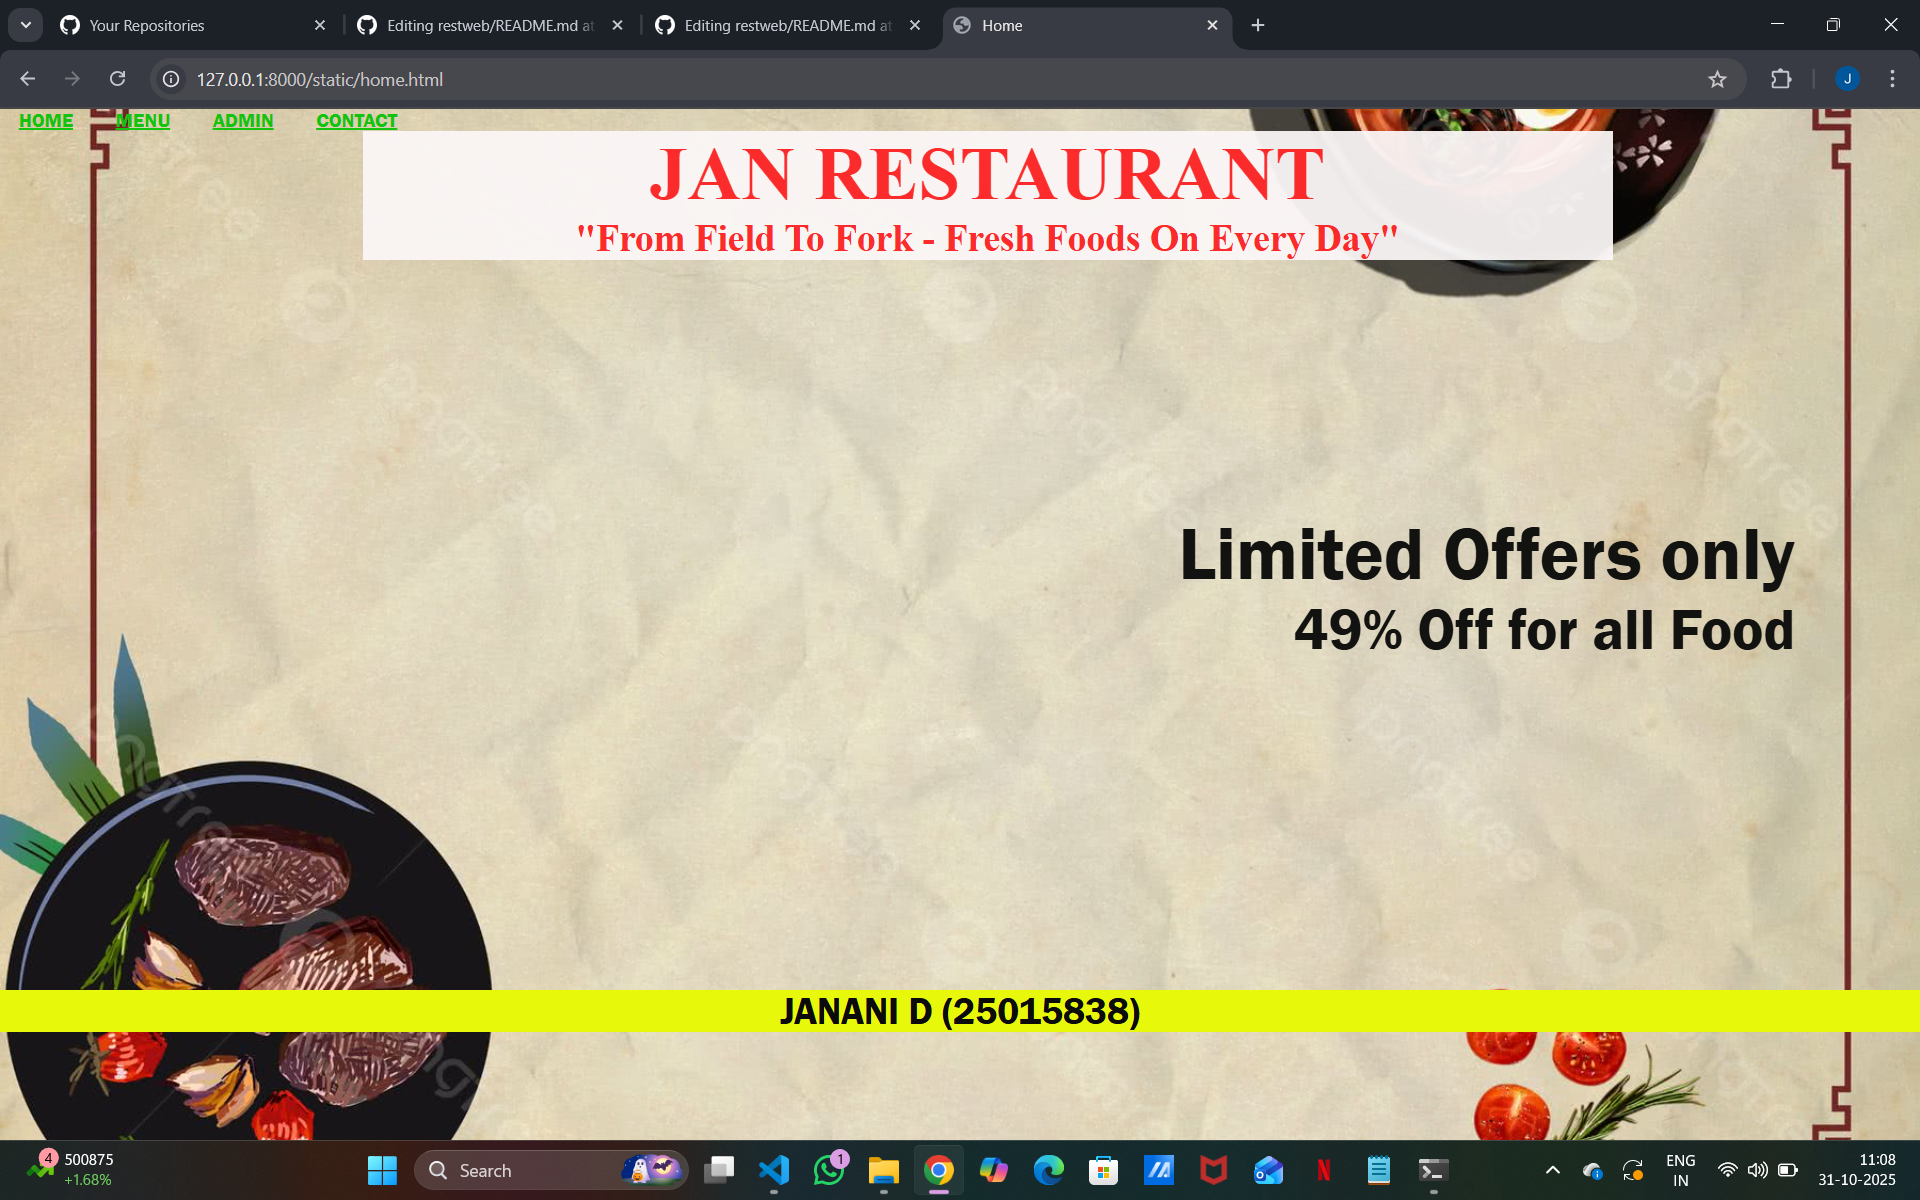 Your Repositories
Editing restweb/README.md at
Editing restweb/README.md at
Home
127.0.0.1:8000/static/home.html
J
HOME MENU ADMIN CONTACT
JAN RESTAURANT
"From Field To Fork - Fresh Foods On Every Day"
Limited Offers only
49% Off for all Food
JANANI D (25015838)
4
500875
+1.68%
Search
1
N
ENG
IN
11:08
31-10-2025